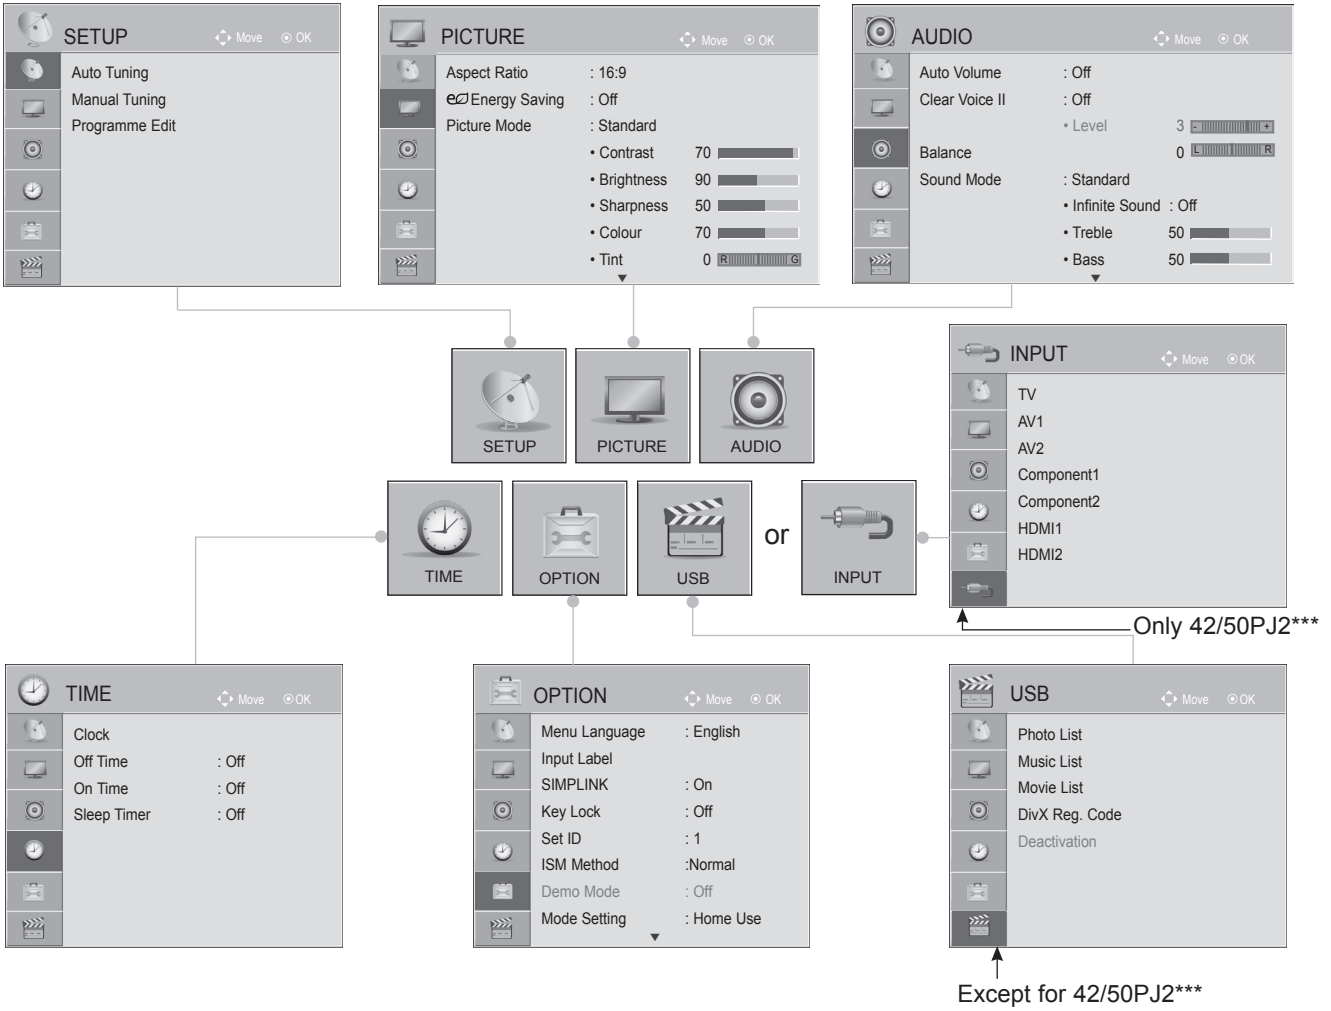 SETUP Move OK
Auto Tuning
Manual Tuning
Programme Edit
PICTURE Move OK
Aspect Ratio : 16:9
Energy Saving : Off
Picture Mode : Standard
• Contrast 70
• Brightness 90
• Sharpness 50
• Colour 70
• Tint 0 R G
AUDIO Move OK
Auto Volume : Off
Clear Voice II : Off
• Level 3 - +
Balance 0 L R
Sound Mode : Standard
• Infinite Sound : Off
• Treble 50
• Bass 50
SETUP
PICTURE
AUDIO
TIME
OPTION
USB
or
INPUT
INPUT Move OK
TV
AV1
AV2
Component1
Component2
HDMI1
HDMI2
Only 42/50PJ2***
TIME Move OK
Clock
Off Time : Off
On Time : Off
Sleep Timer : Off
OPTION Move OK
Menu Language : English
Input Label
SIMPLINK : On
Key Lock : Off
Set ID : 1
ISM Method :Normal
Demo Mode : Off
Mode Setting : Home Use
USB Move OK
Photo List
Music List
Movie List
DivX Reg. Code
Deactivation
Except for 42/50PJ2***